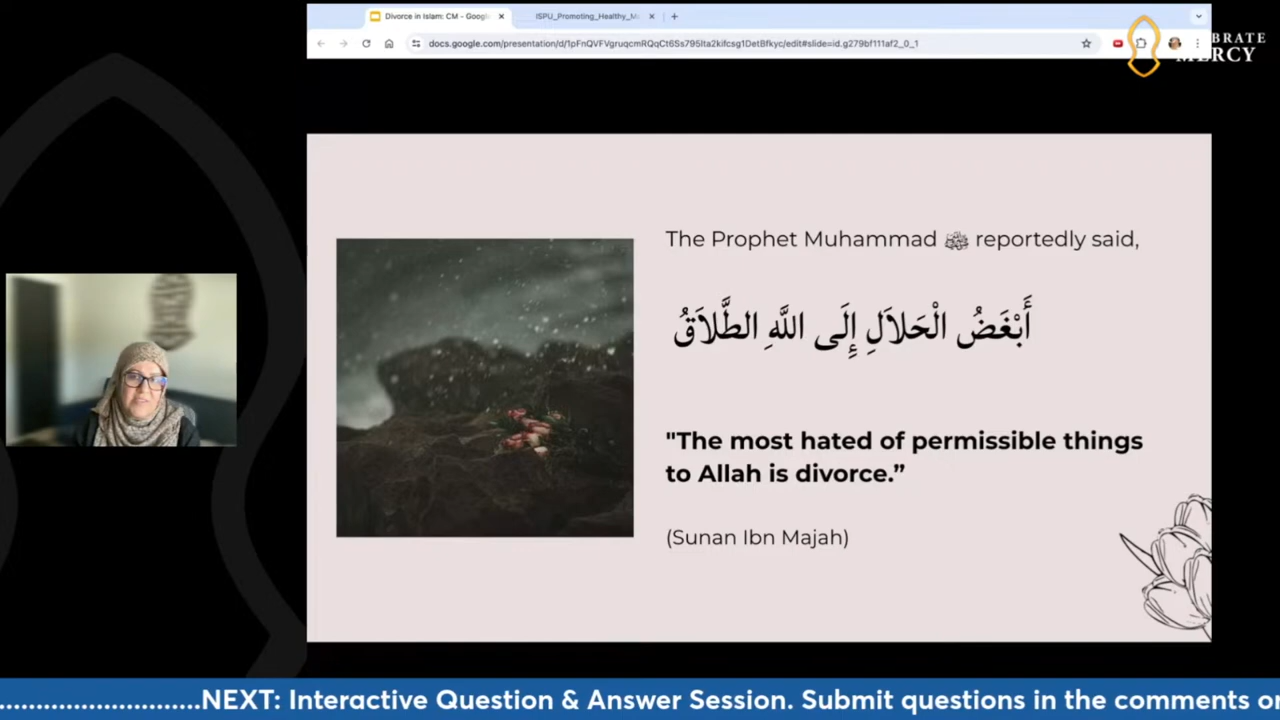 Divorce in Islam: CM - Googl
ISPU_Promoting_Healthy_M
docs.google.com/presentation/d/1pFnQVFVgruqcmRQqCt6Ss795lta2kifcsg1DetBfkyc/edit#slide=id.g279bf111af2_0_1
BRATE
MERCY
The Prophet Muhammad ﷺ reportedly said,
أَبْغَضُ الْحَلاَلِ إِلَى اللَّهِ الطَّلاَقُ
"The most hated of permissible things
to Allah is divorce.”
(Sunan Ibn Majah)
..........................NEXT: Interactive Question & Answer Session. Submit questions in the comments o